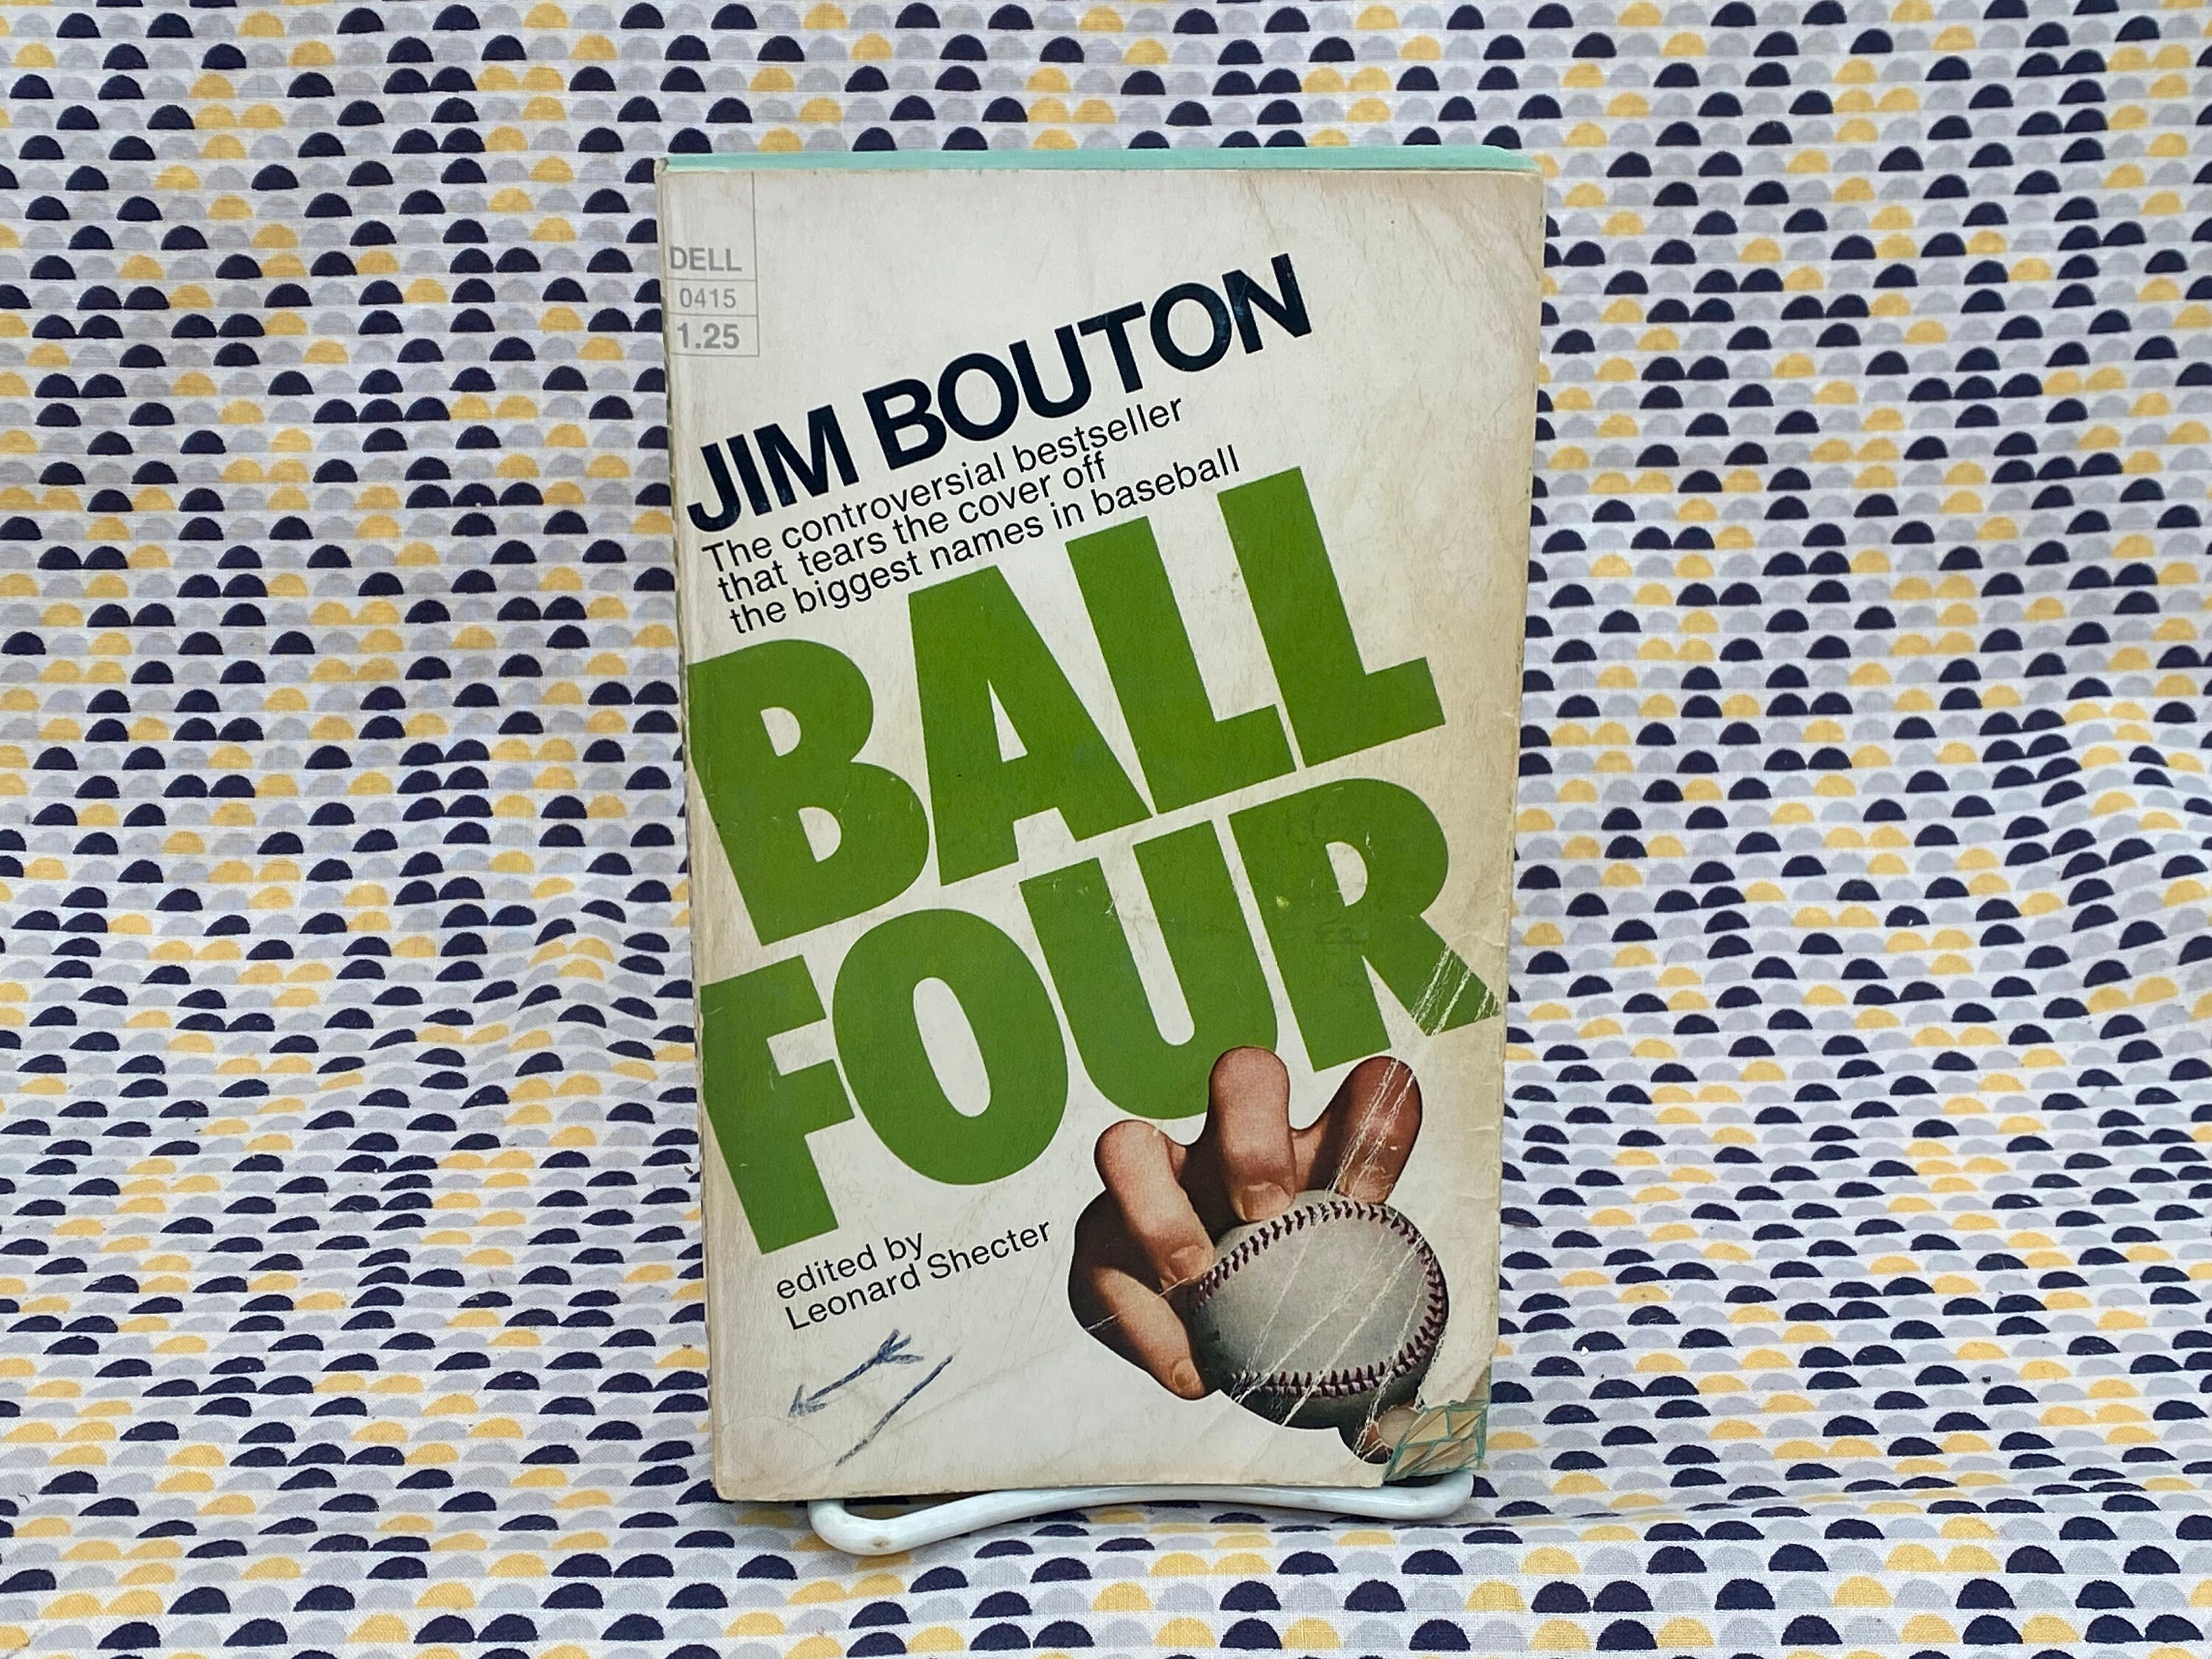 DELL
0415
1.25
JIM BOUTON
The controversial bestseller
that tears the cover off
the biggest names in baseball
BALL
FOUR
edited by
Leonard Shecter